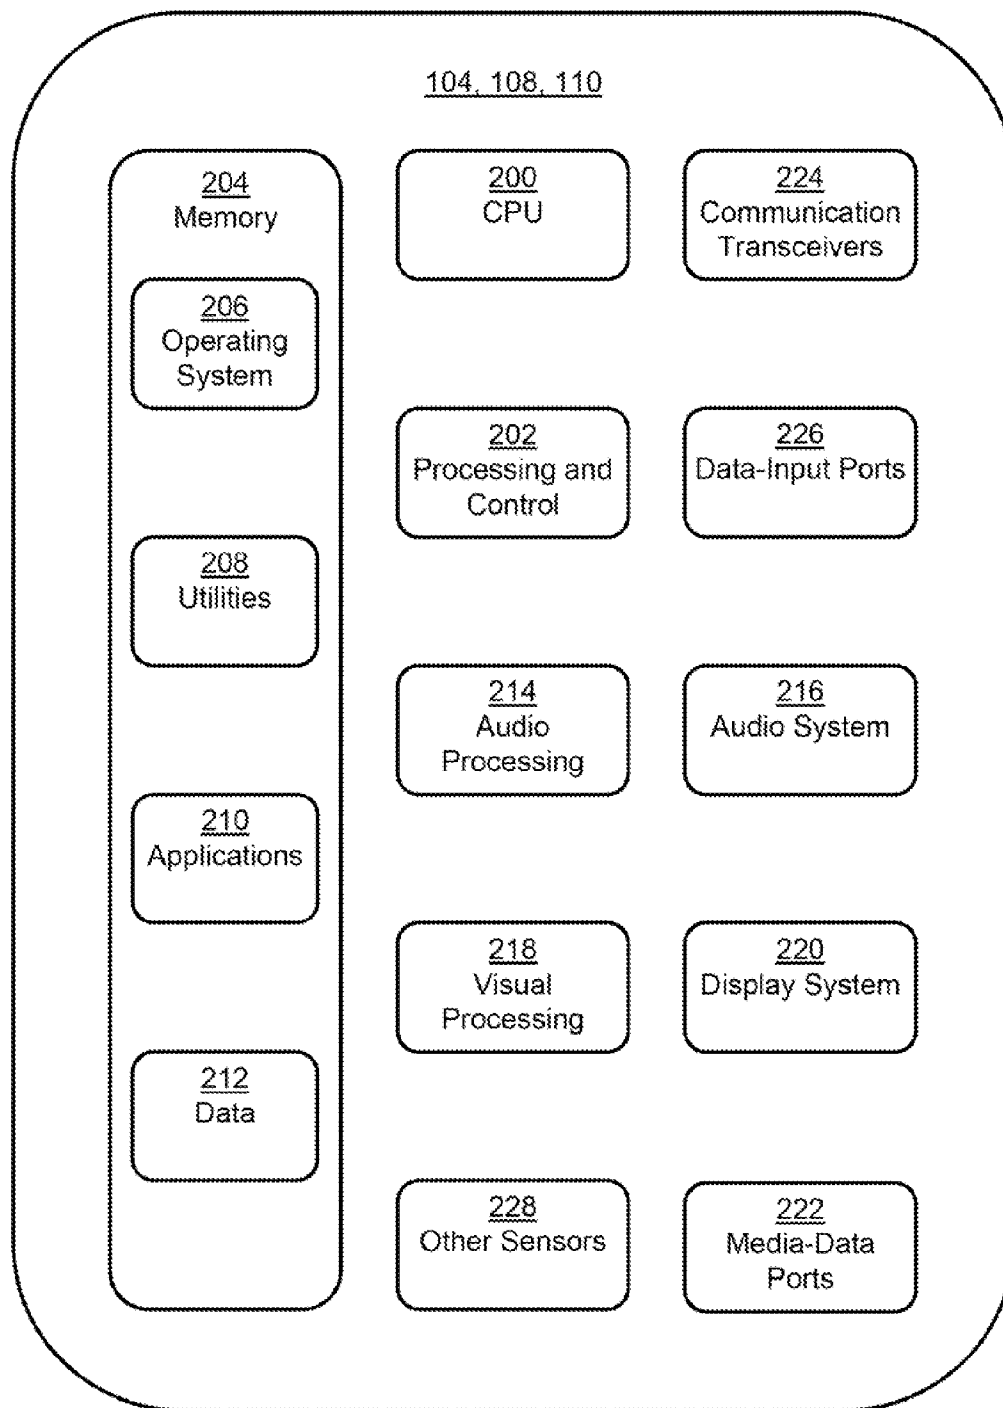 104, 108, 110
204
Memory
206
Operating
System
208
Utilities
210
Applications
212
Data
200
CPU
202
Processing and
Control
214
Audio
Processing
218
Visual
Processing
228
Other Sensors
224
Communication
Transceivers
226
Data-Input Ports
216
Audio System
220
Display System
222
Media-Data
Ports